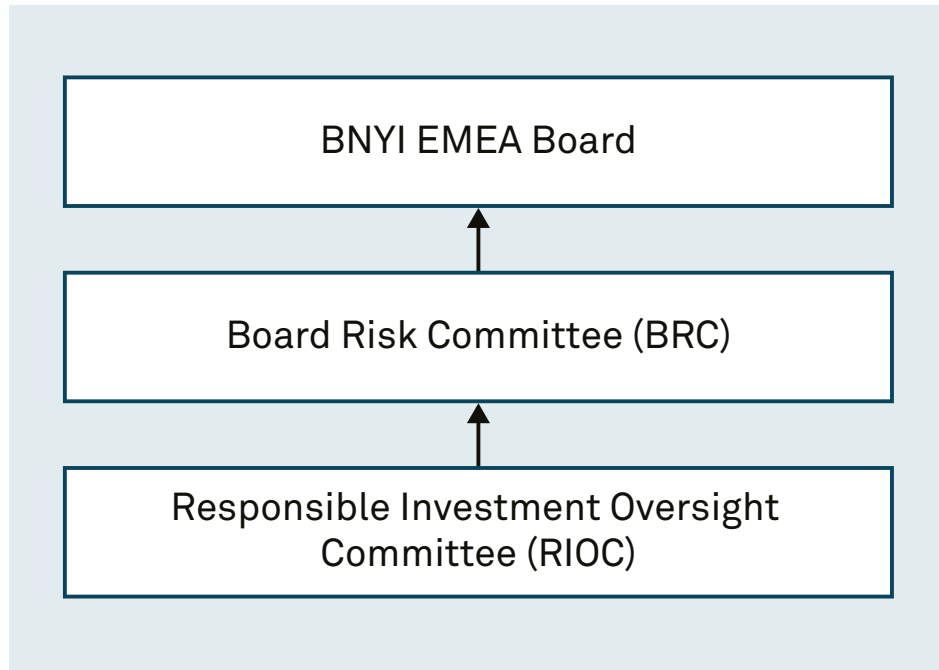 BNYI EMEA Board
Board Risk Committee (BRC)
Responsible Investment Oversight
Committee (RIOC)